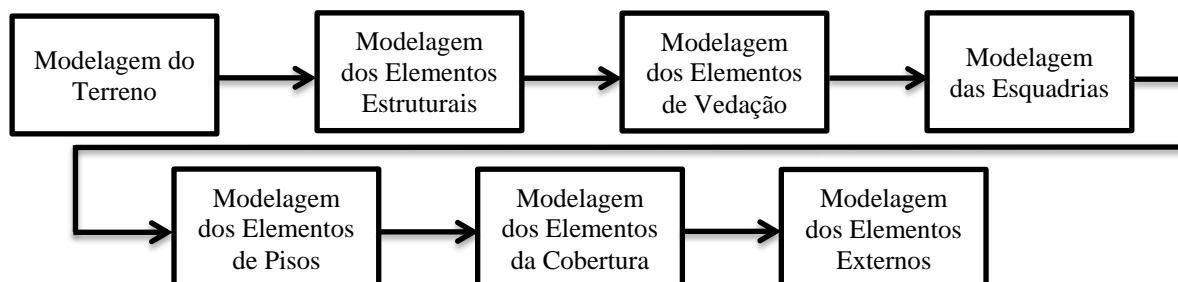 Modelagem do
Terreno
Modelagem
dos Elementos
Estruturais
Modelagem
dos Elementos
de Vedação
Modelagem
das Esquadrias
Modelagem
dos Elementos
de Pisos
Modelagem
dos Elementos
da Cobertura
Modelagem
dos Elementos
Externos